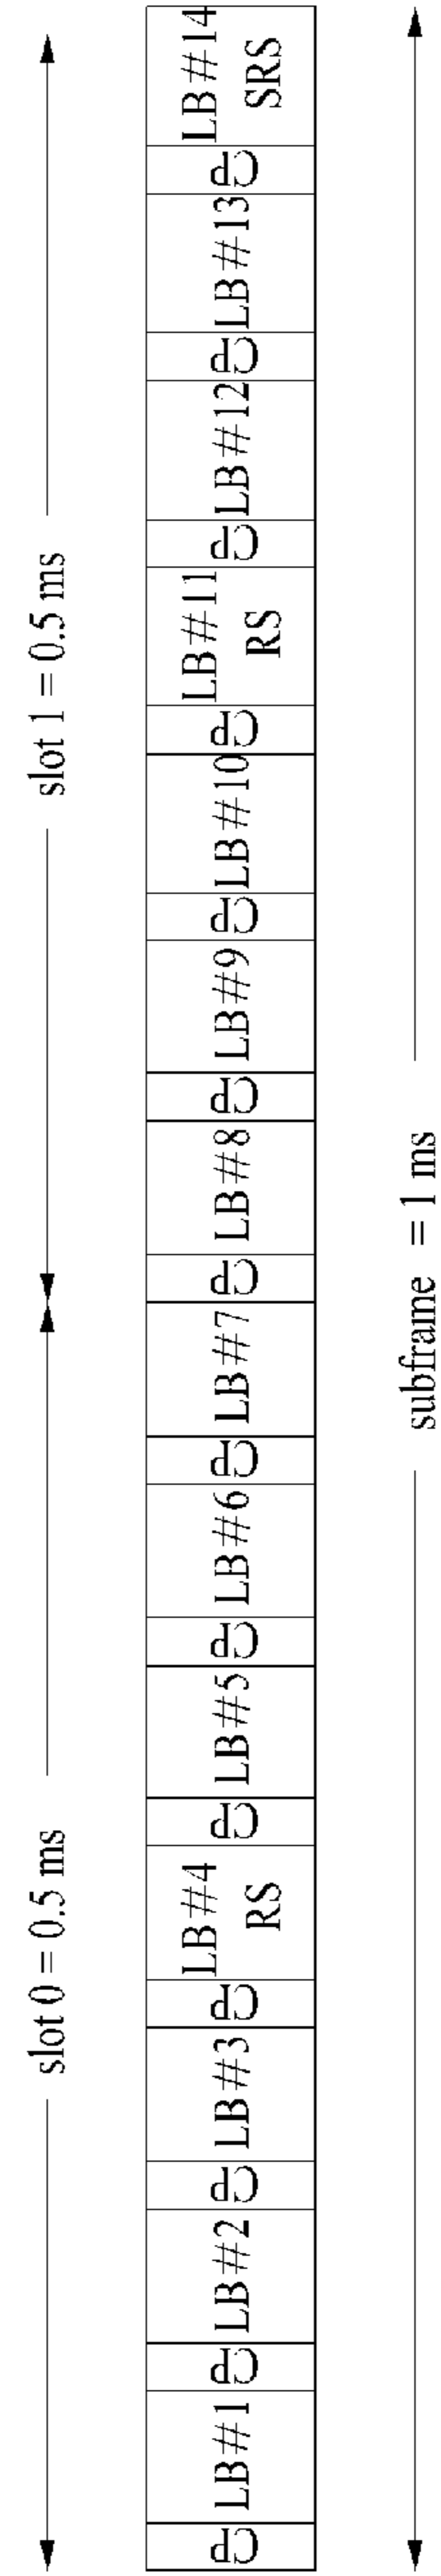 slot 0 = 0.5 ms
slot 1 = 0.5 ms
CP
LB#1
CP
LB#2
CP
LB#3
CP
LB#4
RS
CP
LB#5
CP
LB#6
CP
LB#7
CP
LB#8
CP
LB#9
CP
LB#10
CP
LB#11
RS
CP
LB#12
CP
LB#13
CP
LB#14
SRS
subframe = 1 ms